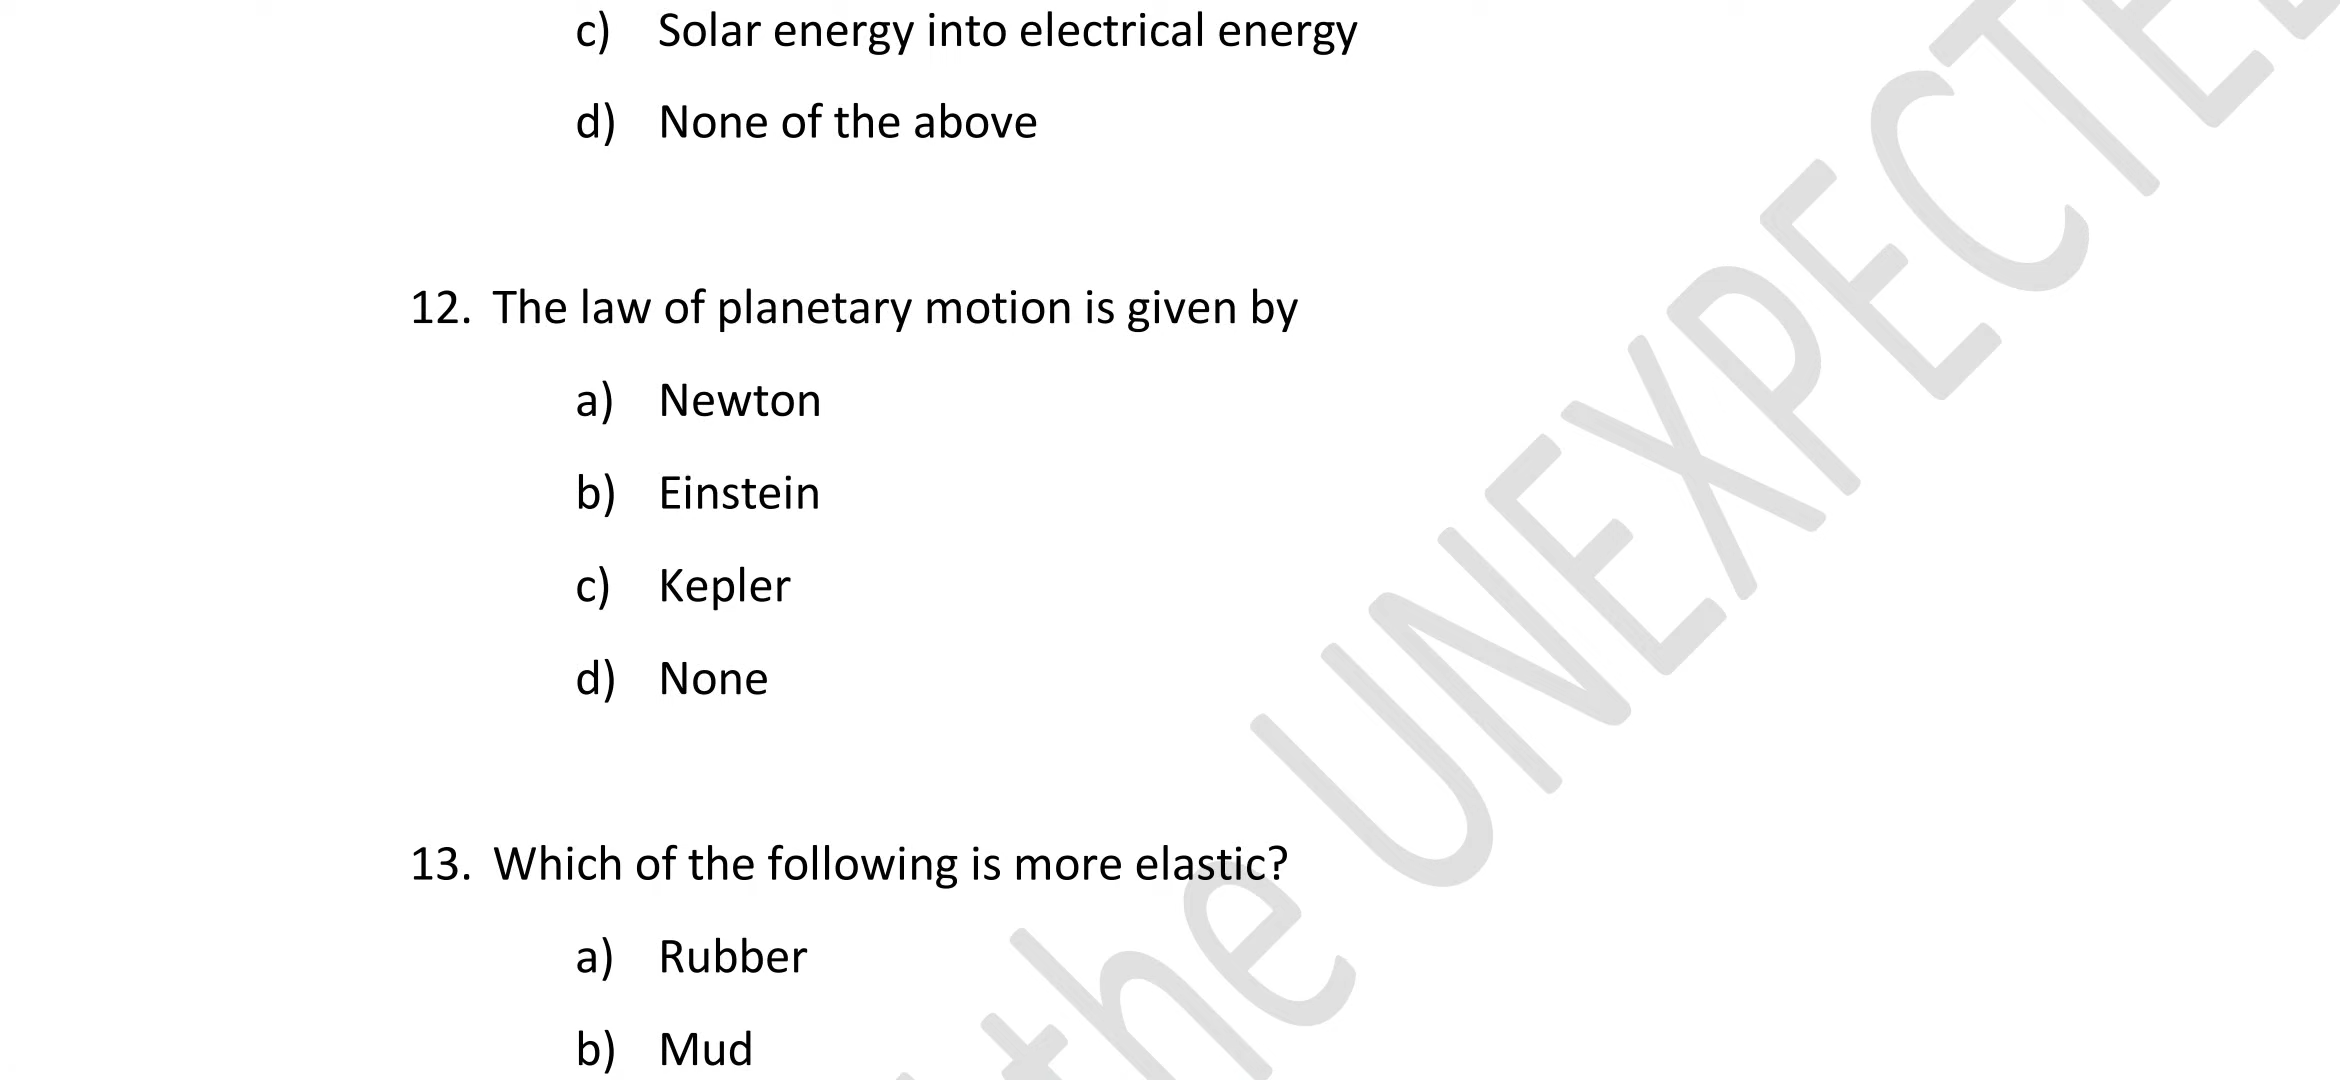 c) Solar energy into electrical energy
d) None of the above
12. The law of planetary motion is given by
a) Newton
b) Einstein
c) Kepler
d) None
13. Which of the following is more elastic?
a) Rubber
b) Mud
the UNEXPECTE